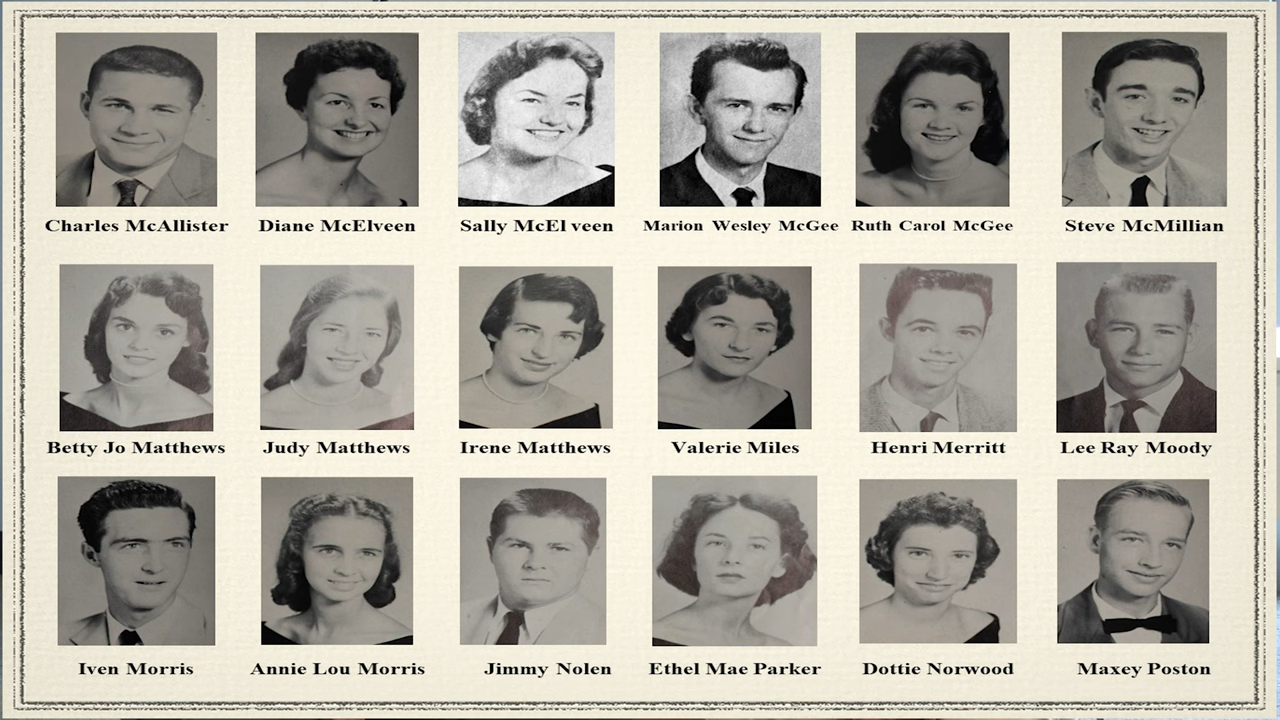 Charles McAllister Diane McElveen Sally McEl veen Marion Wesley McGee Ruth Carol McGee Steve McMillian
Betty Jo Matthews Judy Matthews Irene Matthews Valerie Miles Henri Merritt Lee Ray Moody
Iven Morris Annie Lou Morris Jimmy Nolen Ethel Mae Parker Dottie Norwood Maxey Poston